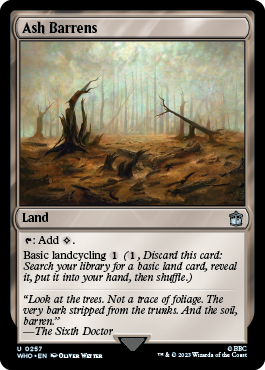 Ash Barrens
Land
: Add .
Basic landcycling 1 (1, Discard this card:
Search your library for a basic land card, reveal
it, put it into your hand, then shuffle.)
“Look at the trees. Not a trace of foliage. The
very bark stripped from the trunks. And the soil,
barren.”
—The Sixth Doctor
U 0257
WHO • EN Oliver Wetter
© BBC
™ & © 2023 Wizards of the Coast